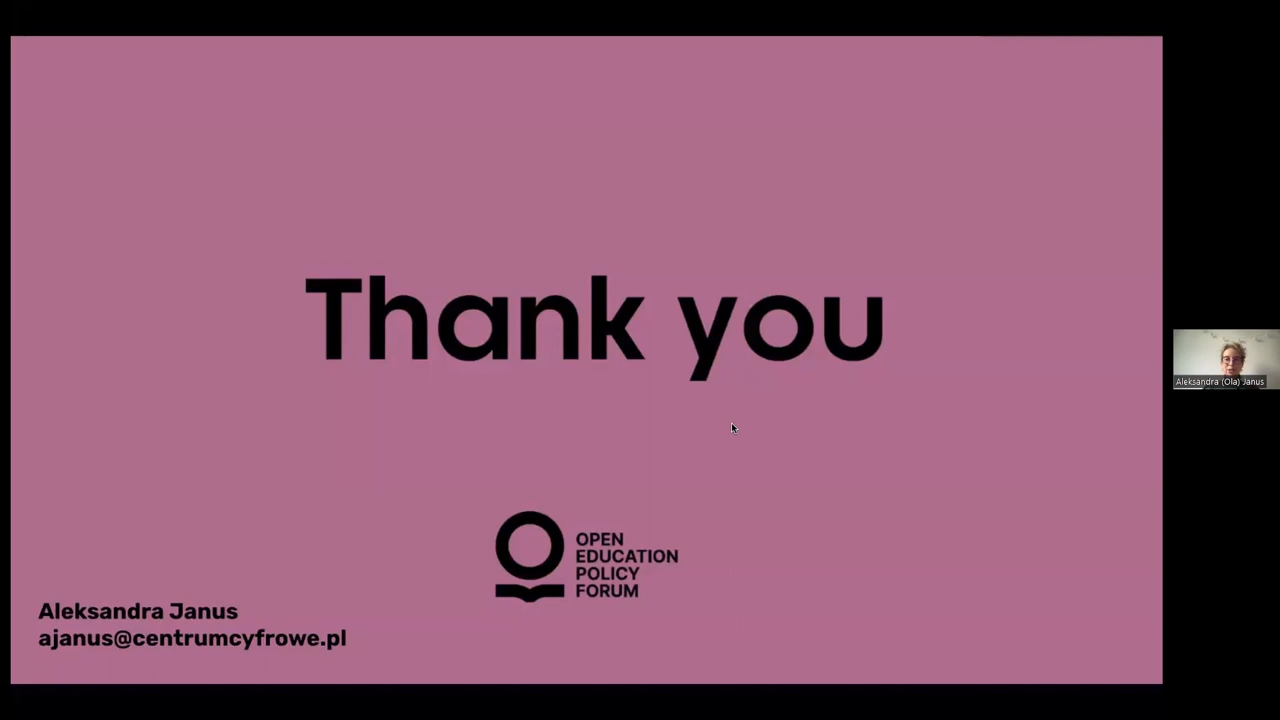 Thank you
OPEN
EDUCATION
POLICY
FORUM
Aleksandra Janus
ajanus@centrumcyfrowe.pl
Aleksandra (Ola) Janus